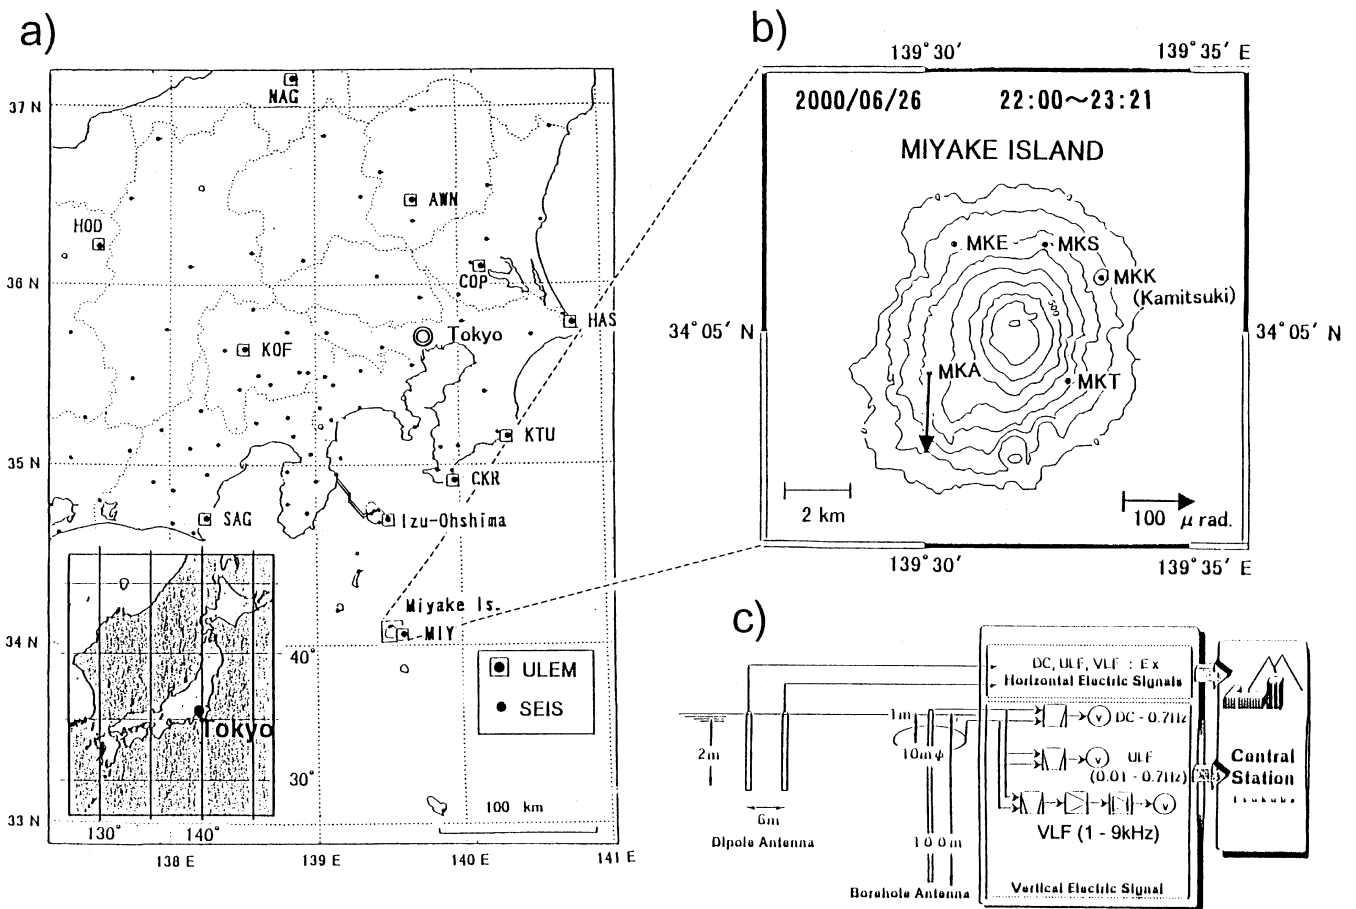 a)
37 N
36 N
35 N
34 N
33 N
NAG
AWN
HOD
COP
HAS
Tokyo
KOF
KTU
CKR
SAG
Izu-Ohshima
Miyake Is.
MIY
ULEM
SEIS
100 km
Tokyo
40°
30°
130° 140°
138 E 139 E 140 E 141 E
b)
139°30′ 139°35′ E
2000/06/26 22:00~23:21
MIYAKE ISLAND
MKE
MKS
MKK
(Kamitsuki)
500
34°05′ N 34°05′ N
MKA
MKT
2 km
100 μ rad.
139°30′ 139°35′ E
c)
DC, ULF, VLF : Ex
Horizontal Electric Signals
1m
DC - 0.7Hz
2m
10mφ
V
ULF
(0.01 - 0.7Hz)
V
Central
Station
6m
V
VLF (1 - 9kHz)
Dipole Antenna
100m
Borehole Antenna
Vertical Electric Signal